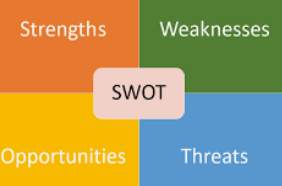 Strengths
Weaknesses
SWOT
Opportunities
Threats